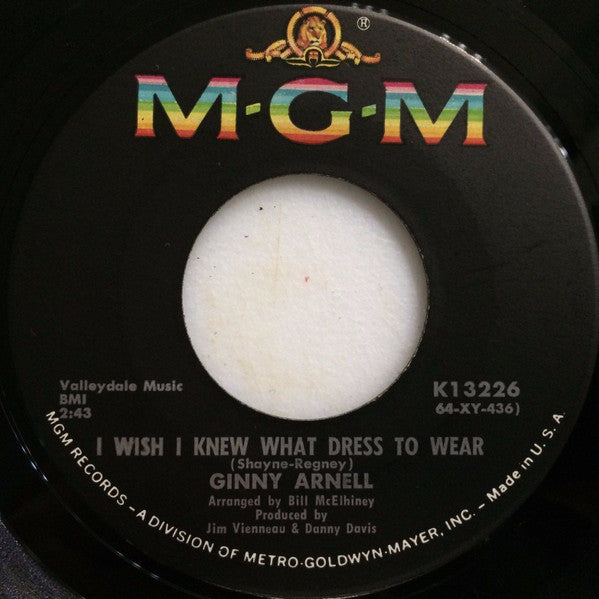 ®
M·G·M
Valleydale Music
BMI
2:43
K13226
64-XY-436)
I WISH I KNEW WHAT DRESS TO WEAR
(Shayne-Regney)
GINNY ARNELL
Arranged by Bill McElhiney
Produced by
Jim Vienneau & Danny Davis
MGM RECORDS – A DIVISION OF METRO-GOLDWYN-MAYER, INC. – Made in U. S. A.